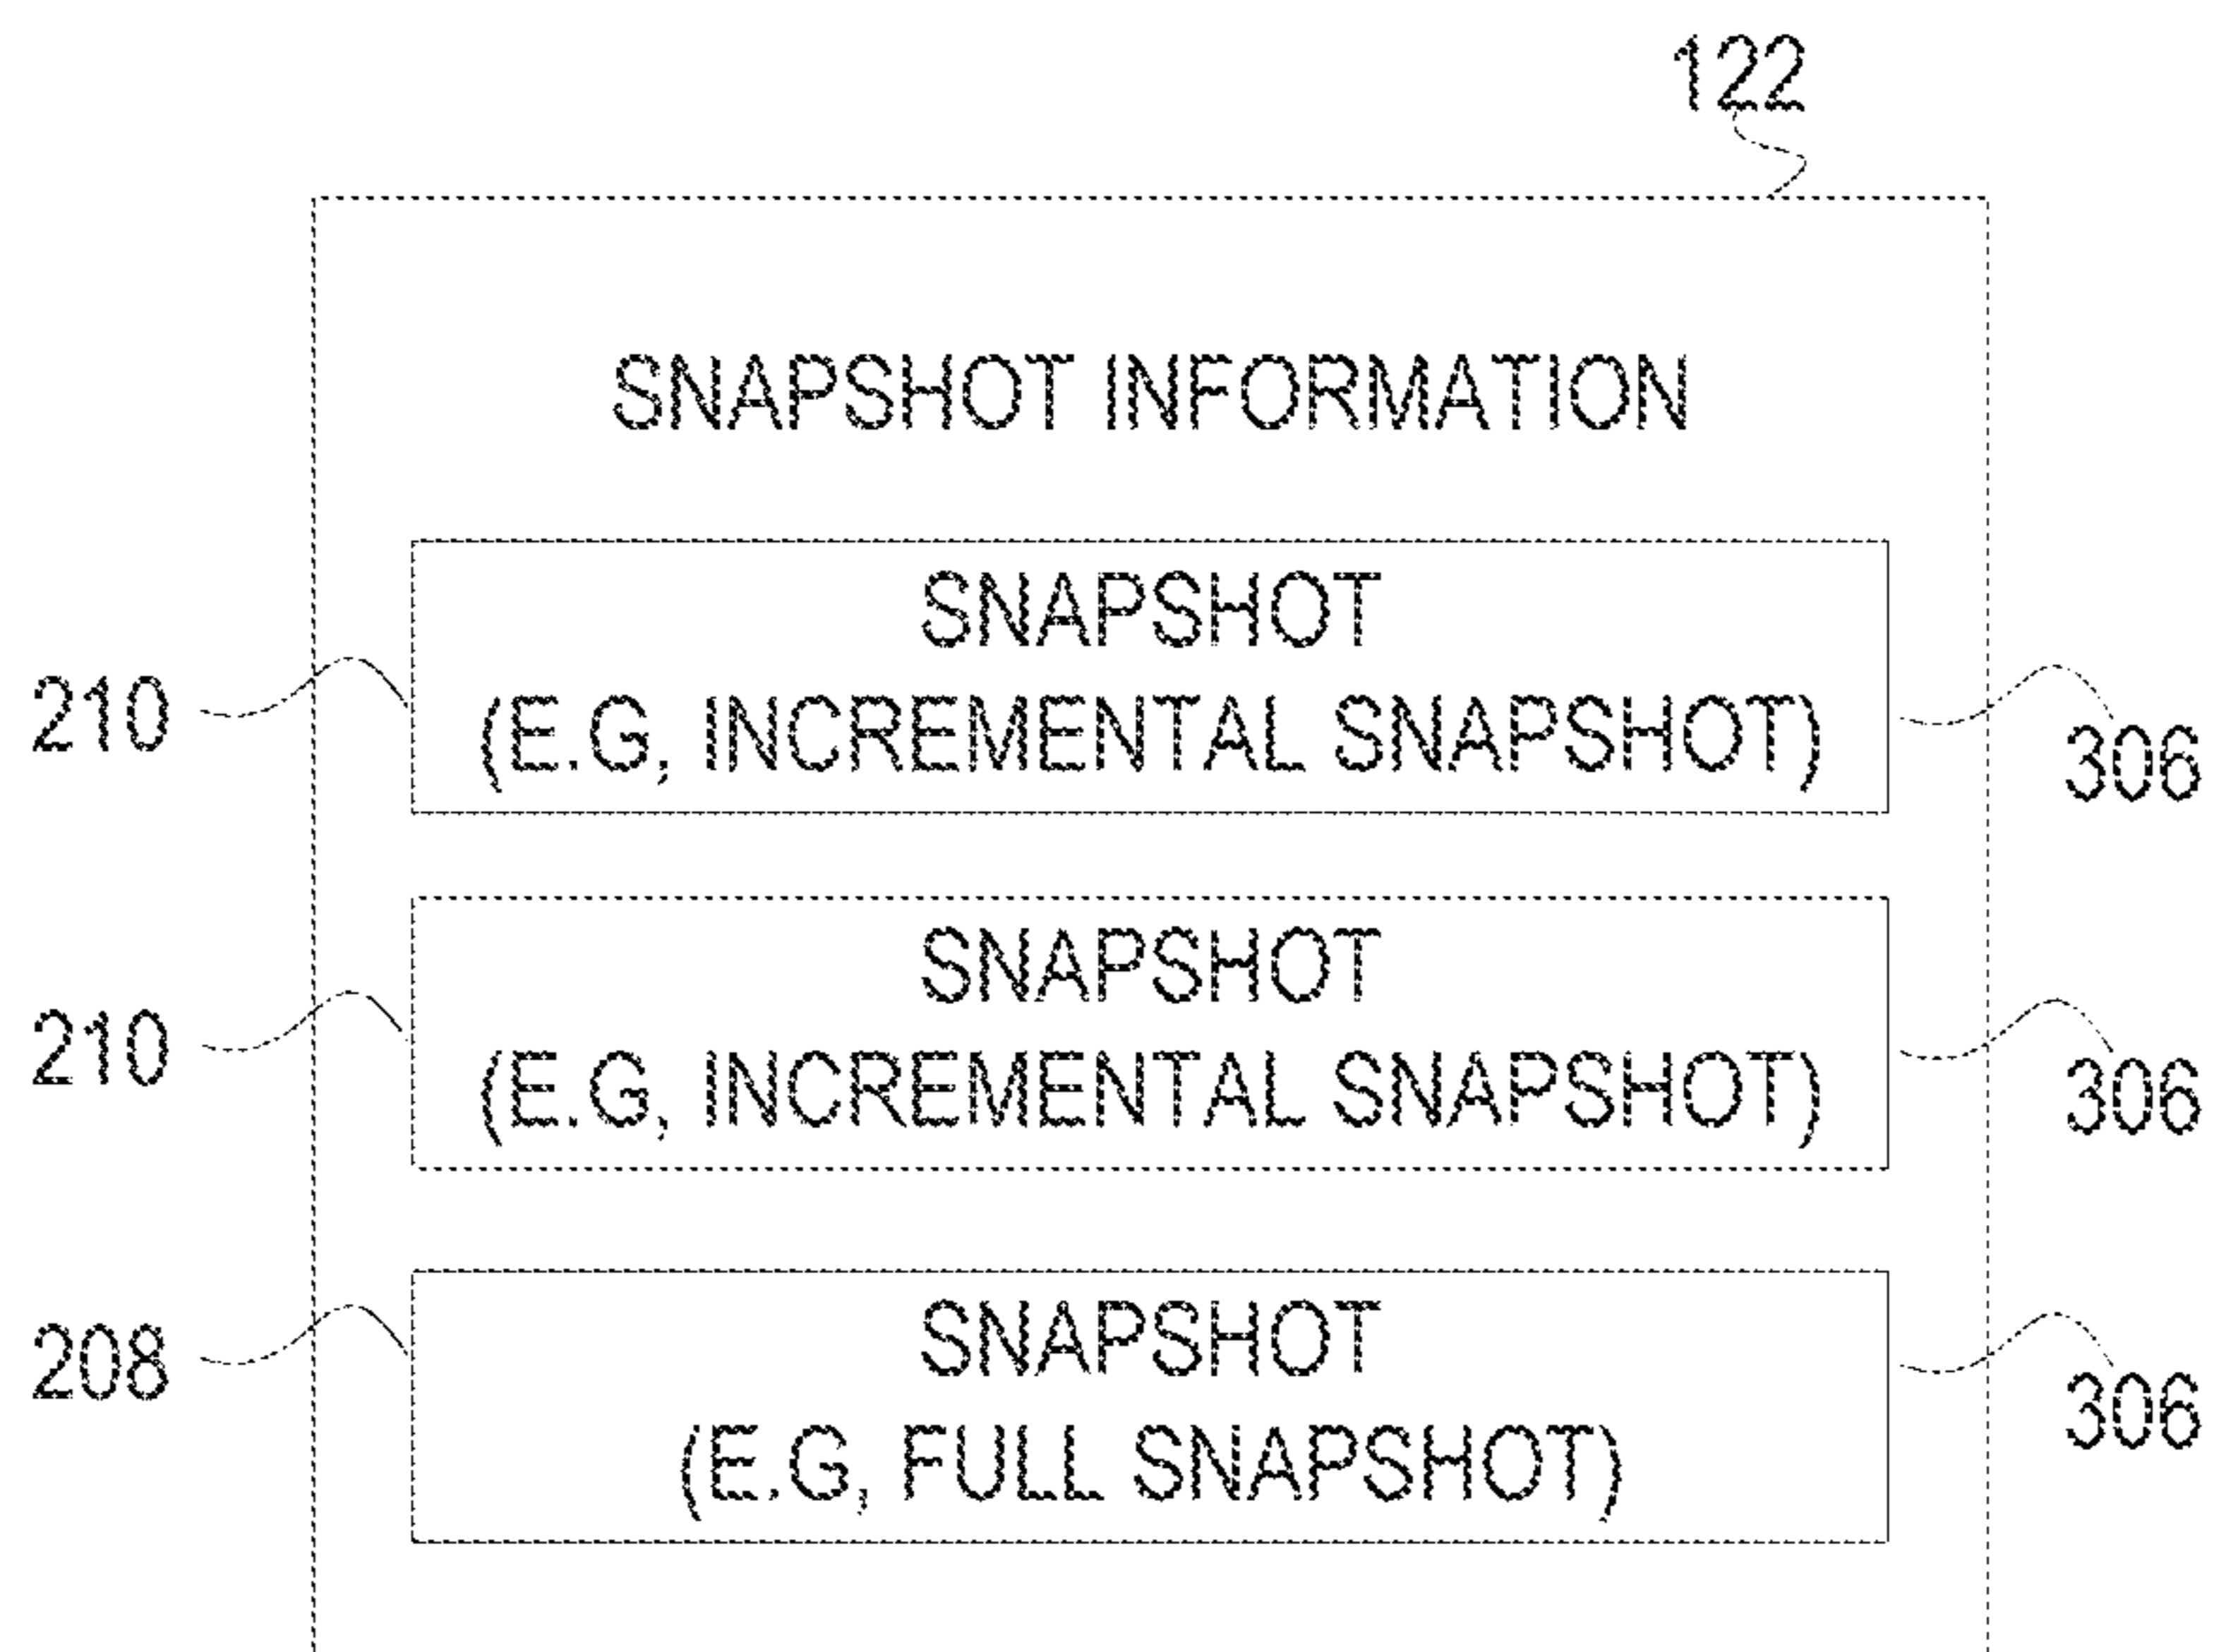 122
SNAPSHOT INFORMATION
SNAPSHOT
(E.G, INCREMENTAL SNAPSHOT)
210
306
SNAPSHOT
(E.G, INCREMENTAL SNAPSHOT)
210
306
SNAPSHOT
(E.G, FULL SNAPSHOT)
208
306